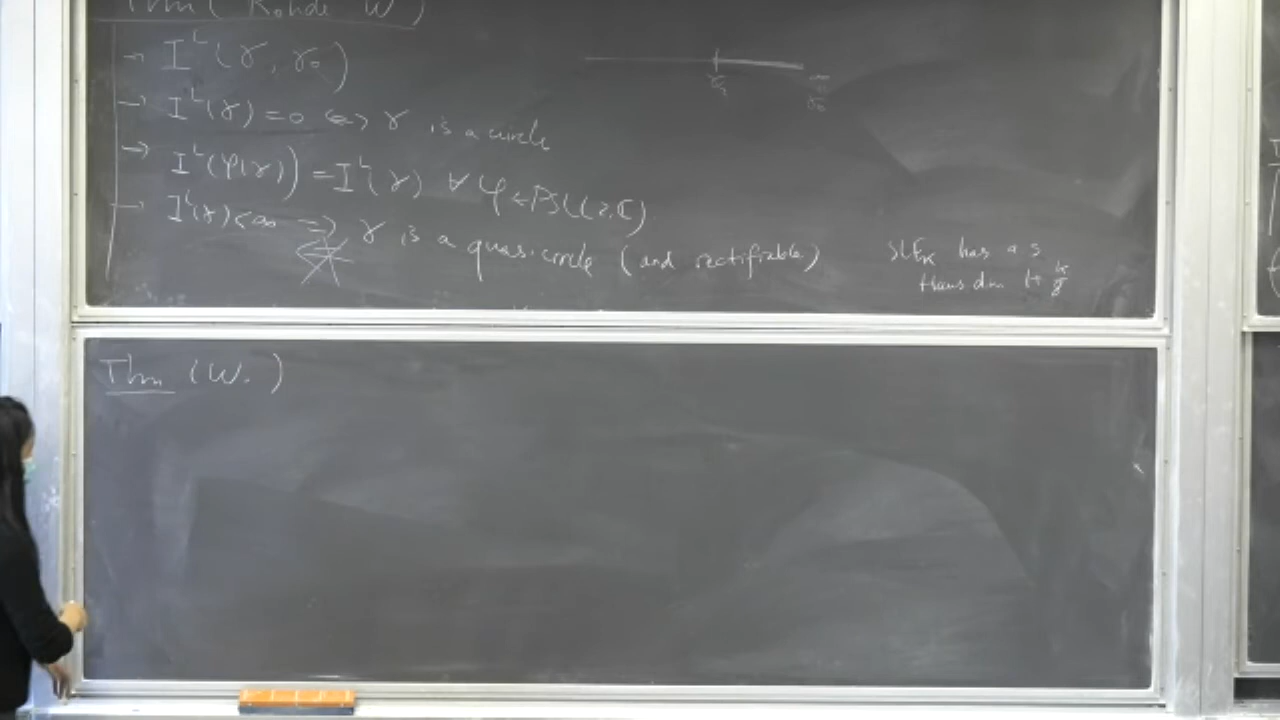 Thm ( Rohde W )
→ I^L(γ, γ₀)
→ I^L(γ) = 0 ⇔ γ is a circle
→ I^L(φ(γ)) = I^L(γ) ∀ φ ∈ PSL(2,ℂ)
→ I^L(γ) < ∞ ⇒ γ is a quasi-circle (and rectifiable)
SLE_κ has a s
Haus dim 1+ κ/8
Thm (W.)